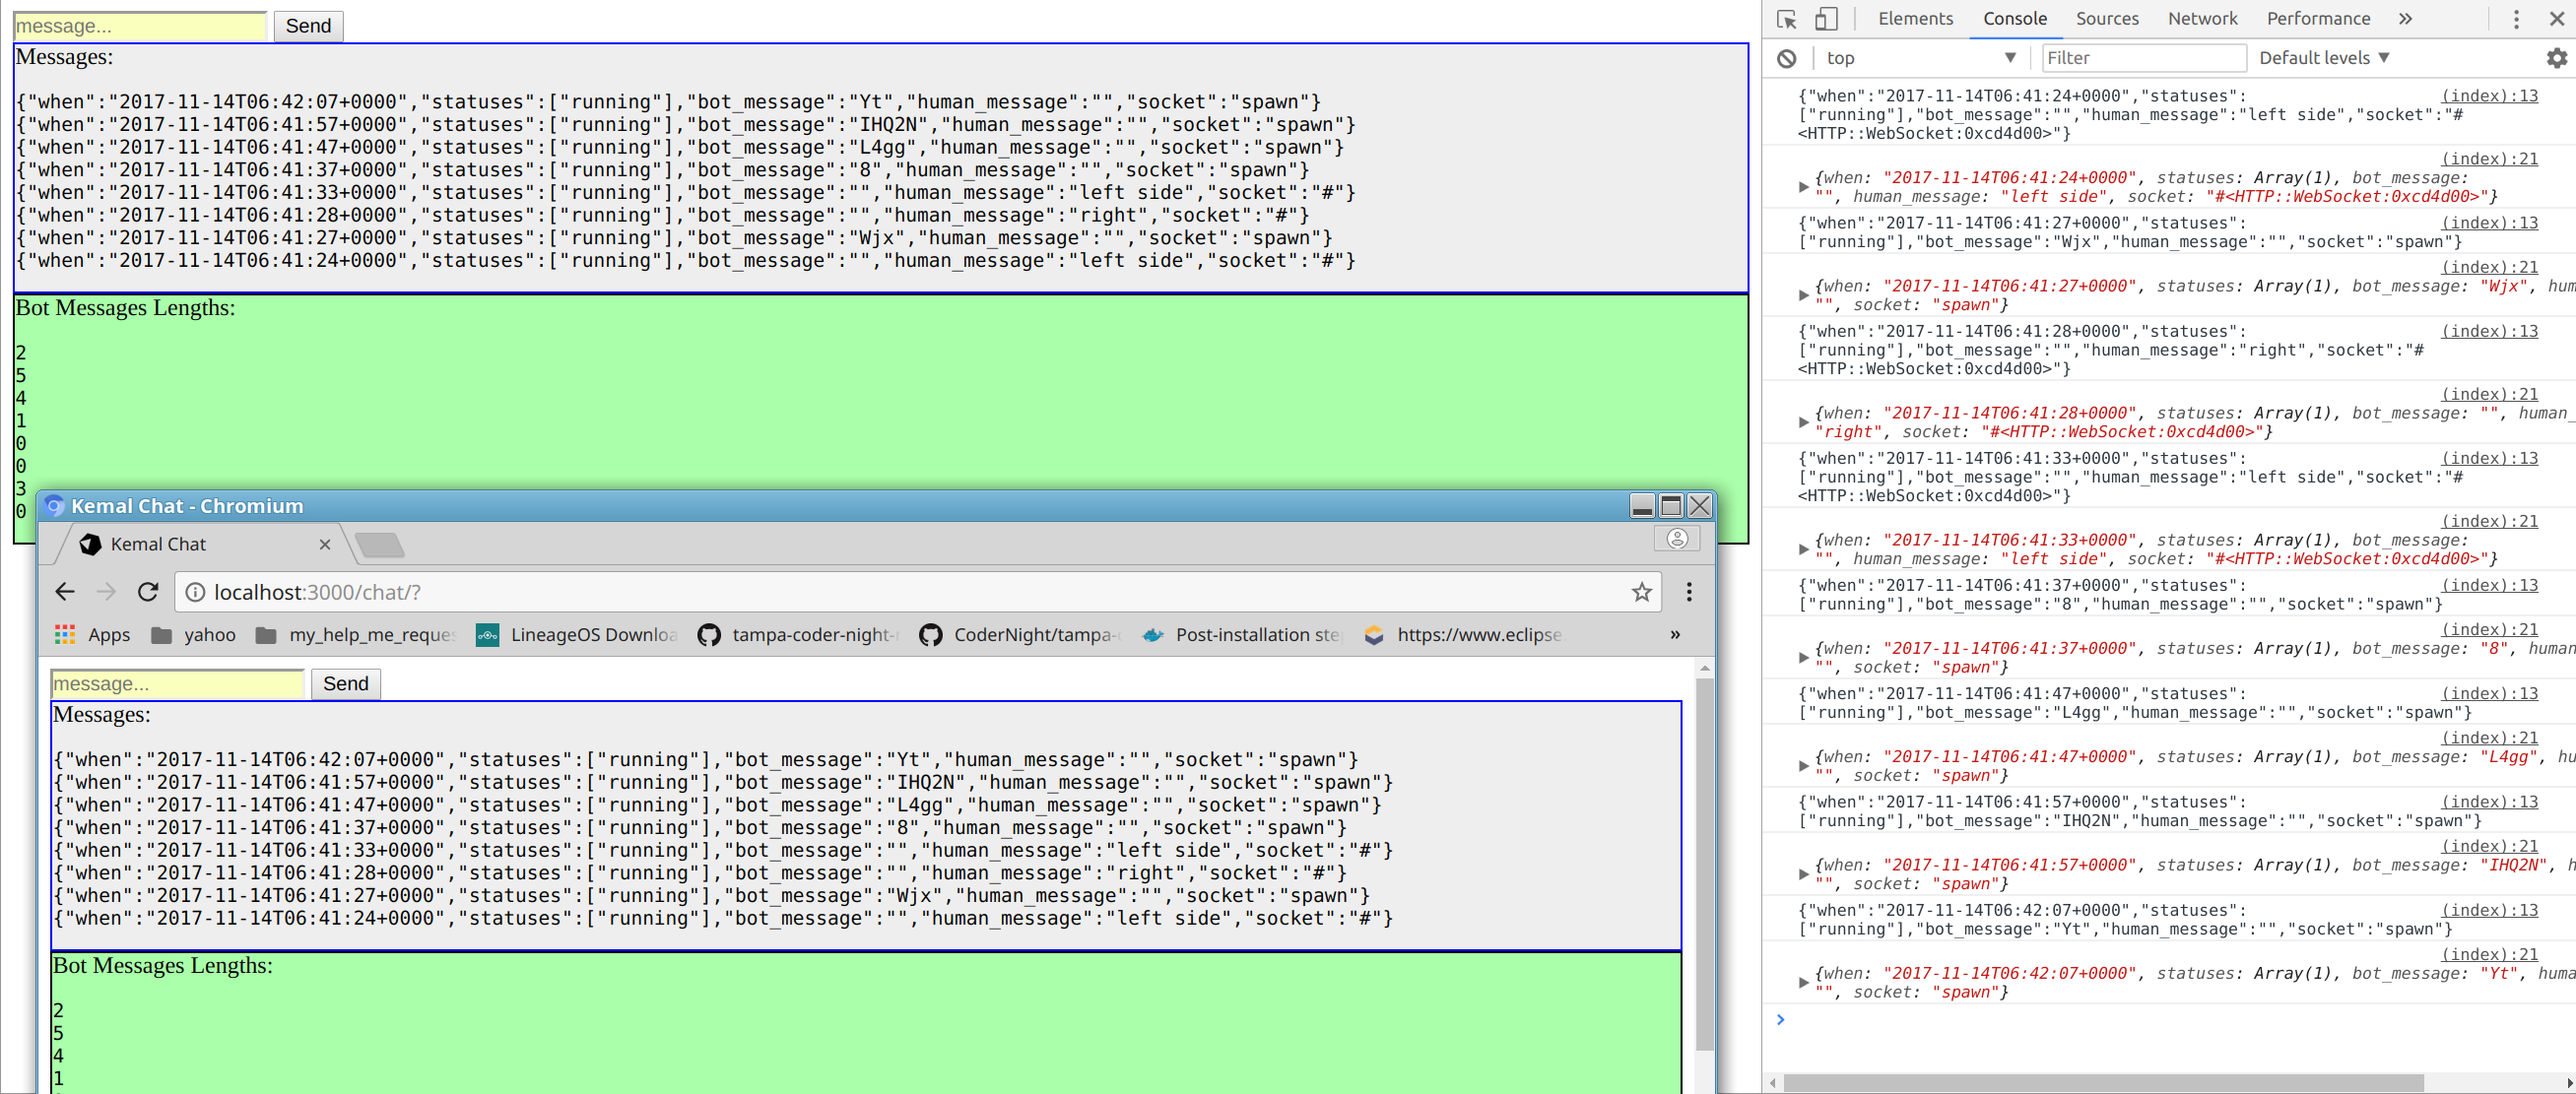 message...
Send
Messages:
{"when":"2017-11-14T06:42:07+0000","statuses":["running"],"bot_message":"Yt","human_message":"","socket":"spawn"}
{"when":"2017-11-14T06:41:57+0000","statuses":["running"],"bot_message":"IHQ2N","human_message":"","socket":"spawn"}
{"when":"2017-11-14T06:41:47+0000","statuses":["running"],"bot_message":"L4gg","human_message":"","socket":"spawn"}
{"when":"2017-11-14T06:41:37+0000","statuses":["running"],"bot_message":"8","human_message":"","socket":"spawn"}
{"when":"2017-11-14T06:41:33+0000","statuses":["running"],"bot_message":"","human_message":"left side","socket":"#"}
{"when":"2017-11-14T06:41:28+0000","statuses":["running"],"bot_message":"","human_message":"right","socket":"#"}
{"when":"2017-11-14T06:41:27+0000","statuses":["running"],"bot_message":"Wjx","human_message":"","socket":"spawn"}
{"when":"2017-11-14T06:41:24+0000","statuses":["running"],"bot_message":"","human_message":"left side","socket":"#"}
Bot Messages Lengths:
2
5
4
1
0
0
3
0
Kemal Chat - Chromium
Kemal Chat
localhost:3000/chat/?
Apps yahoo my_help_me_reques LineageOS Downloa tampa-coder-night- CoderNight/tampa- Post-installation ste https://www.eclipse »
message...
Send
Messages:
{"when":"2017-11-14T06:42:07+0000","statuses":["running"],"bot_message":"Yt","human_message":"","socket":"spawn"}
{"when":"2017-11-14T06:41:57+0000","statuses":["running"],"bot_message":"IHQ2N","human_message":"","socket":"spawn"}
{"when":"2017-11-14T06:41:47+0000","statuses":["running"],"bot_message":"L4gg","human_message":"","socket":"spawn"}
{"when":"2017-11-14T06:41:37+0000","statuses":["running"],"bot_message":"8","human_message":"","socket":"spawn"}
{"when":"2017-11-14T06:41:33+0000","statuses":["running"],"bot_message":"","human_message":"left side","socket":"#"}
{"when":"2017-11-14T06:41:28+0000","statuses":["running"],"bot_message":"","human_message":"right","socket":"#"}
{"when":"2017-11-14T06:41:27+0000","statuses":["running"],"bot_message":"Wjx","human_message":"","socket":"spawn"}
{"when":"2017-11-14T06:41:24+0000","statuses":["running"],"bot_message":"","human_message":"left side","socket":"#"}
Bot Messages Lengths:
2
5
4
1
Elements Console Sources Network Performance »
top Filter Default levels
{"when":"2017-11-14T06:41:24+0000","statuses": (index):13
["running"],"bot_message":"","human_message":"left side","socket":"#
<HTTP::WebSocket:0xcd4d00>"}
(index):21
{when: "2017-11-14T06:41:24+0000", statuses: Array(1), bot_message:
"", human_message: "left side", socket: "#<HTTP::WebSocket:0xcd4d00>"}
{"when":"2017-11-14T06:41:27+0000","statuses": (index):13
["running"],"bot_message":"Wjx","human_message":"","socket":"spawn"}
(index):21
{when: "2017-11-14T06:41:27+0000", statuses: Array(1), bot_message: "Wjx", hum
"", socket: "spawn"}
{"when":"2017-11-14T06:41:28+0000","statuses": (index):13
["running"],"bot_message":"","human_message":"right","socket":"#
<HTTP::WebSocket:0xcd4d00>"}
(index):21
{when: "2017-11-14T06:41:28+0000", statuses: Array(1), bot_message: "", human_
"right", socket: "#<HTTP::WebSocket:0xcd4d00>"}
{"when":"2017-11-14T06:41:33+0000","statuses": (index):13
["running"],"bot_message":"","human_message":"left side","socket":"#
<HTTP::WebSocket:0xcd4d00>"}
(index):21
{when: "2017-11-14T06:41:33+0000", statuses: Array(1), bot_message:
"", human_message: "left side", socket: "#<HTTP::WebSocket:0xcd4d00>"}
{"when":"2017-11-14T06:41:37+0000","statuses": (index):13
["running"],"bot_message":"8","human_message":"","socket":"spawn"}
(index):21
{when: "2017-11-14T06:41:37+0000", statuses: Array(1), bot_message: "8", human
"", socket: "spawn"}
{"when":"2017-11-14T06:41:47+0000","statuses": (index):13
["running"],"bot_message":"L4gg","human_message":"","socket":"spawn"}
(index):21
{when: "2017-11-14T06:41:47+0000", statuses: Array(1), bot_message: "L4gg", hu
"", socket: "spawn"}
{"when":"2017-11-14T06:41:57+0000","statuses": (index):13
["running"],"bot_message":"IHQ2N","human_message":"","socket":"spawn"}
(index):21
{when: "2017-11-14T06:41:57+0000", statuses: Array(1), bot_message: "IHQ2N", h
"", socket: "spawn"}
{"when":"2017-11-14T06:42:07+0000","statuses": (index):13
["running"],"bot_message":"Yt","human_message":"","socket":"spawn"}
(index):21
{when: "2017-11-14T06:42:07+0000", statuses: Array(1), bot_message: "Yt", huma
"", socket: "spawn"}